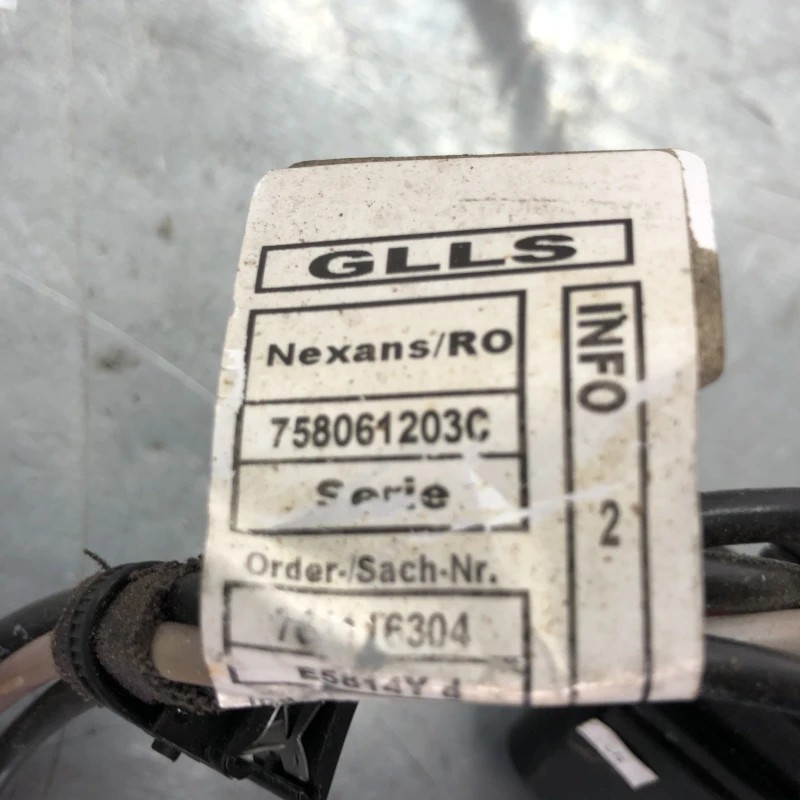 GLLS
Nexans/RO
INFO
758061203C
Serie
2
Order-/Sach-Nr.